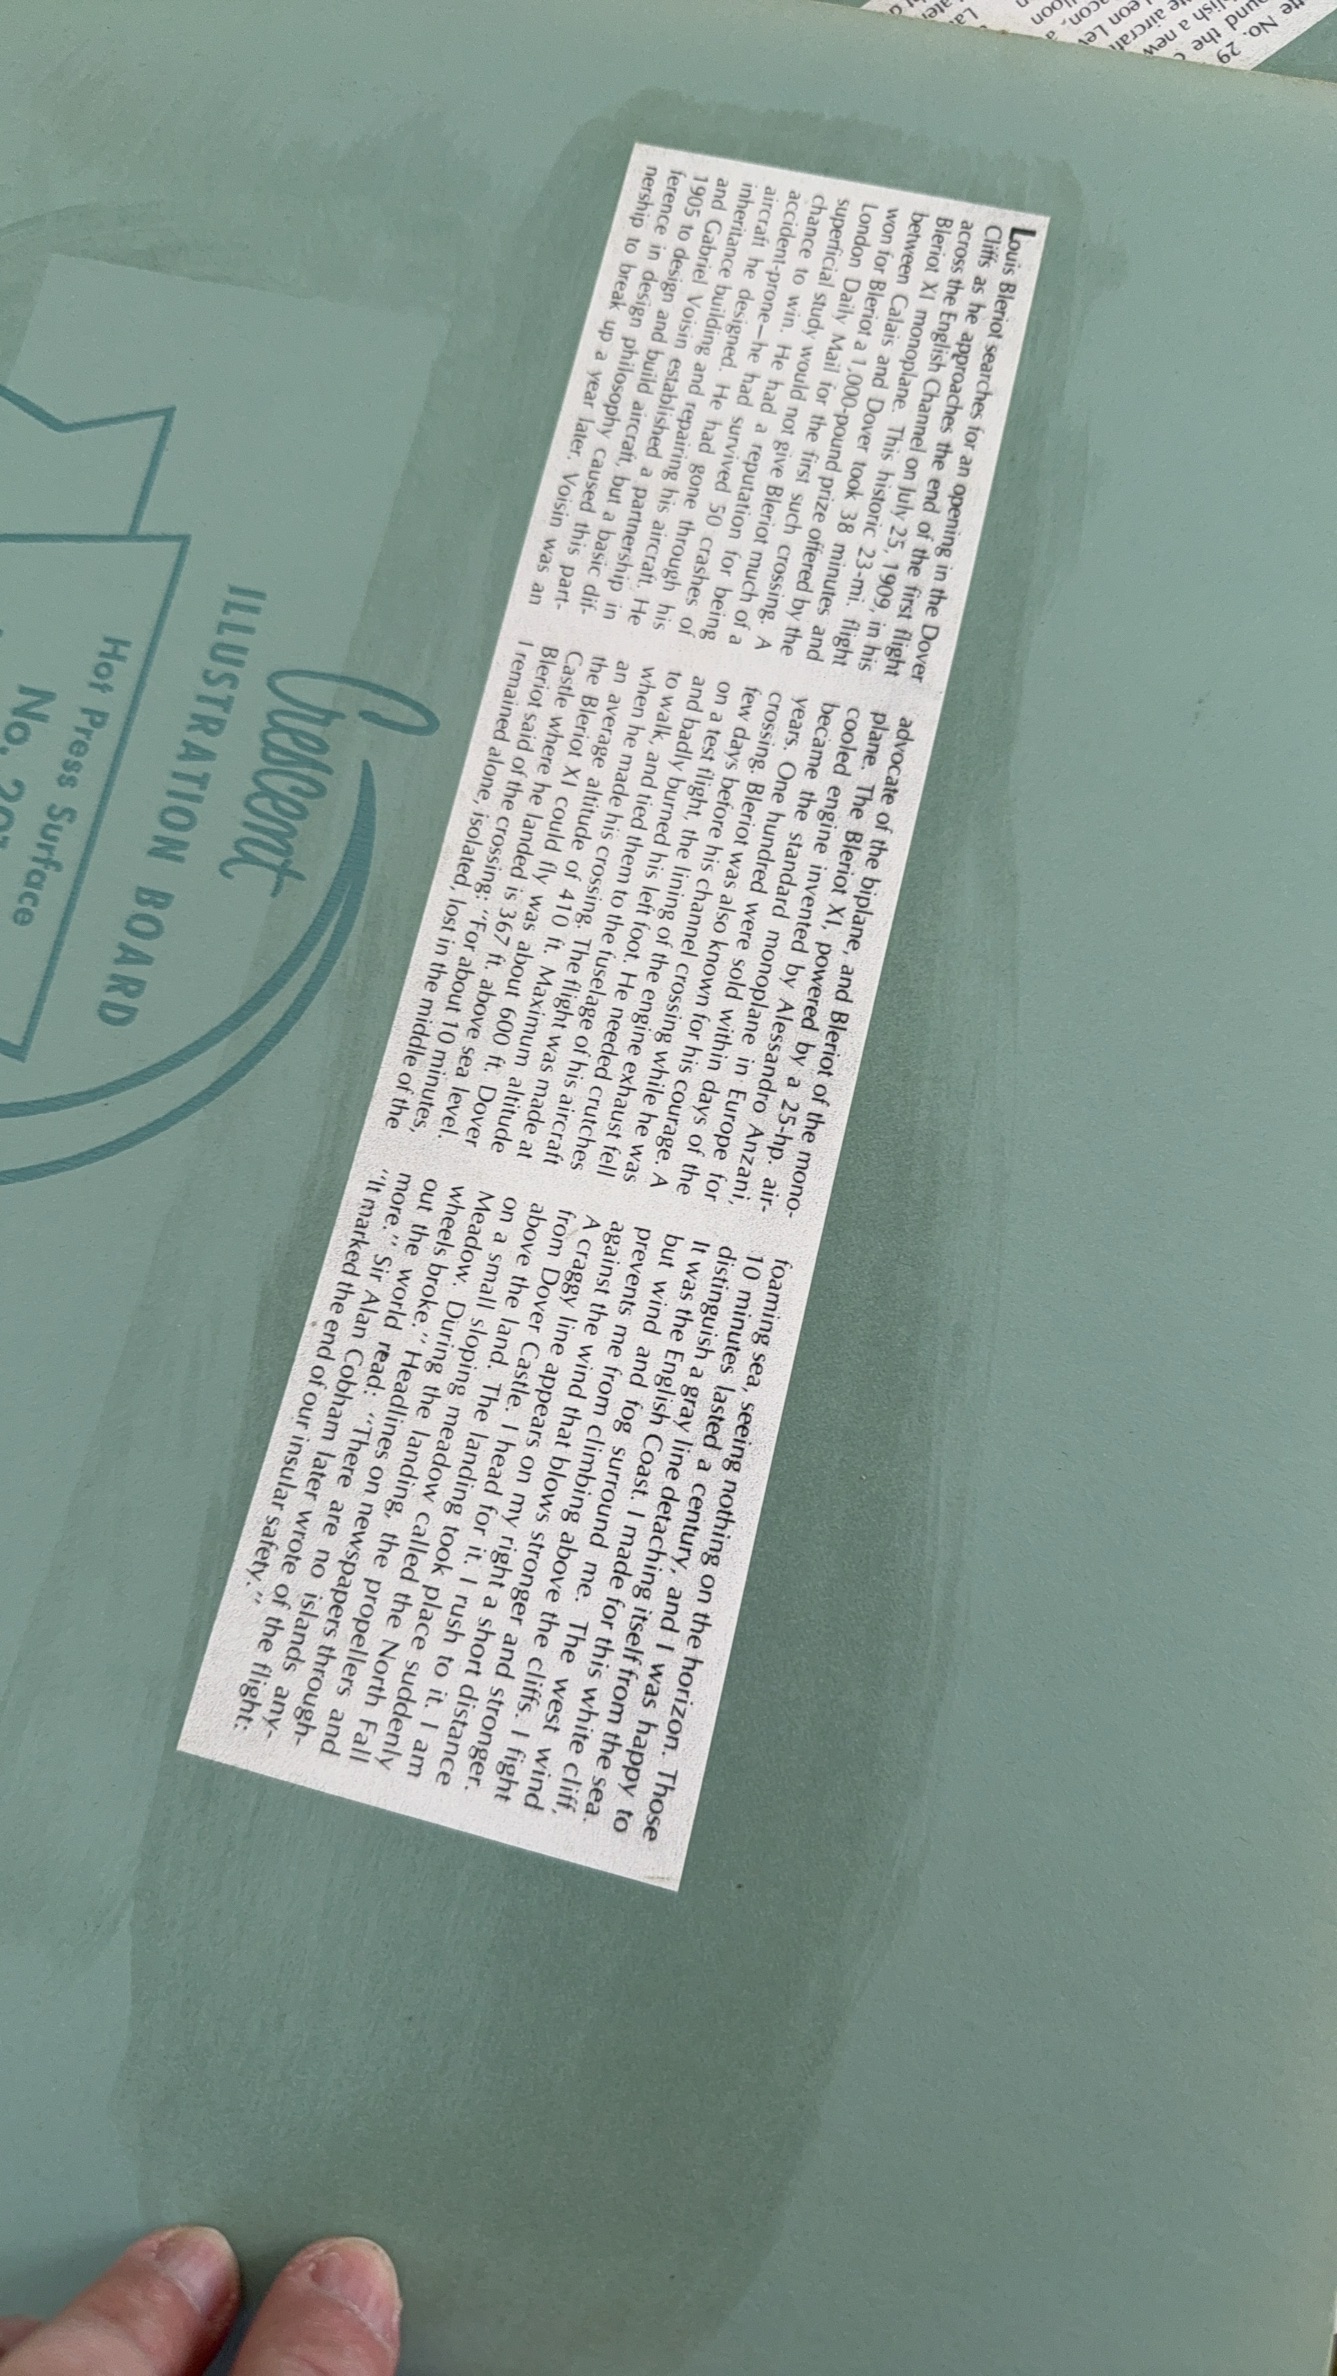 Louis Bleriot searches for an opening in the Dover
Cliffs as he approaches the end of the first flight
across the English Channel on July 25, 1909, in his
Bleriot XI monoplane. This historic 23-mi. flight
between Calais and Dover took 38 minutes and
won for Bleriot a 1,000-pound prize offered by the
London Daily Mail for the first such crossing. A
superficial study would not give Bleriot much of a
chance to win. He had a reputation for being
accident-prone—he had survived 50 crashes of
aircraft he designed. He had gone through his
inheritance building and repairing his aircraft. He
and Gabriel Voisin established a partnership in
1905 to design and build aircraft, but a basic dif-
ference in design philosophy caused this part-
nership to break up a year later. Voisin was an
advocate of the biplane, and Bleriot of the mono-
plane. The Bleriot XI, powered by a 25-hp. air-
cooled engine invented by Alessandro Anzani,
became the standard monoplane in Europe for
years. One hundred were sold within days of the
crossing. Bleriot was also known for his courage. A
few days before his channel crossing while he was
on a test flight, the lining of the engine exhaust fell
and badly burned his left foot. He needed crutches
to walk, and tied them to the fuselage of his aircraft
when he made his crossing. The flight was made at
an average altitude of 410 ft. Maximum altitude
the Bleriot XI could fly was about 600 ft. Dover
Castle where he landed is 367 ft. above sea level.
Bleriot said of the crossing: "For about 10 minutes,
I remained alone, isolated, lost in the middle of the
foaming sea, seeing nothing on the horizon. Those
10 minutes lasted a century, and I was happy to
distinguish a gray line detaching itself from the sea.
It was the English Coast. I made for this white cliff,
but wind and fog surround me. The west wind
prevents me from climbing above the cliffs. I fight
against the wind that blows stronger and stronger.
A craggy line appears on my right a short distance
from Dover Castle. I head for it. I rush to it. I am
above the land. The landing took place suddenly
on a small sloping meadow called the North Fall
Meadow. During the landing, the propellers and
wheels broke." Headlines on newspapers through-
out the world read: "There are no islands any-
more." Sir Alan Cobham later wrote of the flight:
"It marked the end of our insular safety."
Crescent
ILLUSTRATION BOARD
Hot Press Surface
No. 20
No. 29